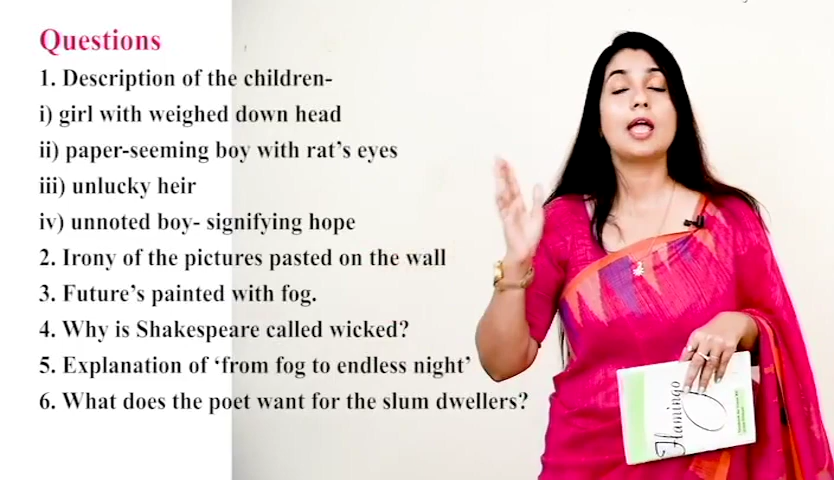 Questions
1. Description of the children-
i) girl with weighed down head
ii) paper-seeming boy with rat's eyes
iii) unlucky heir
iv) unnoted boy- signifying hope
2. Irony of the pictures pasted on the wall
3. Future's painted with fog.
4. Why is Shakespeare called wicked?
5. Explanation of ‘from fog to endless night’
6. What does the poet want for the slum dwellers?
Flamingo